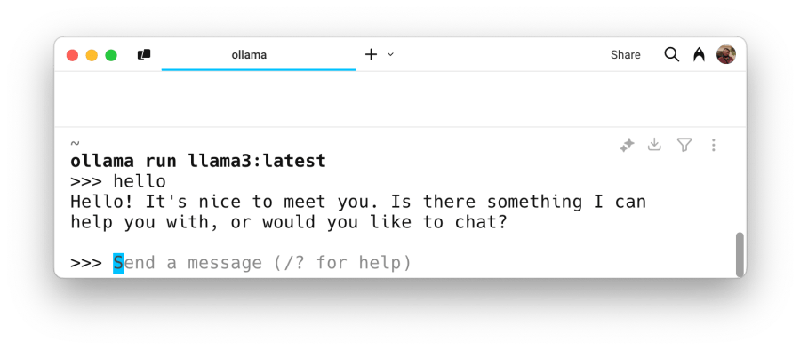 ollama
Share
~
ollama run llama3:latest
>>> hello
Hello! It's nice to meet you. Is there something I can
help you with, or would you like to chat?
>>> Send a message (/? for help)